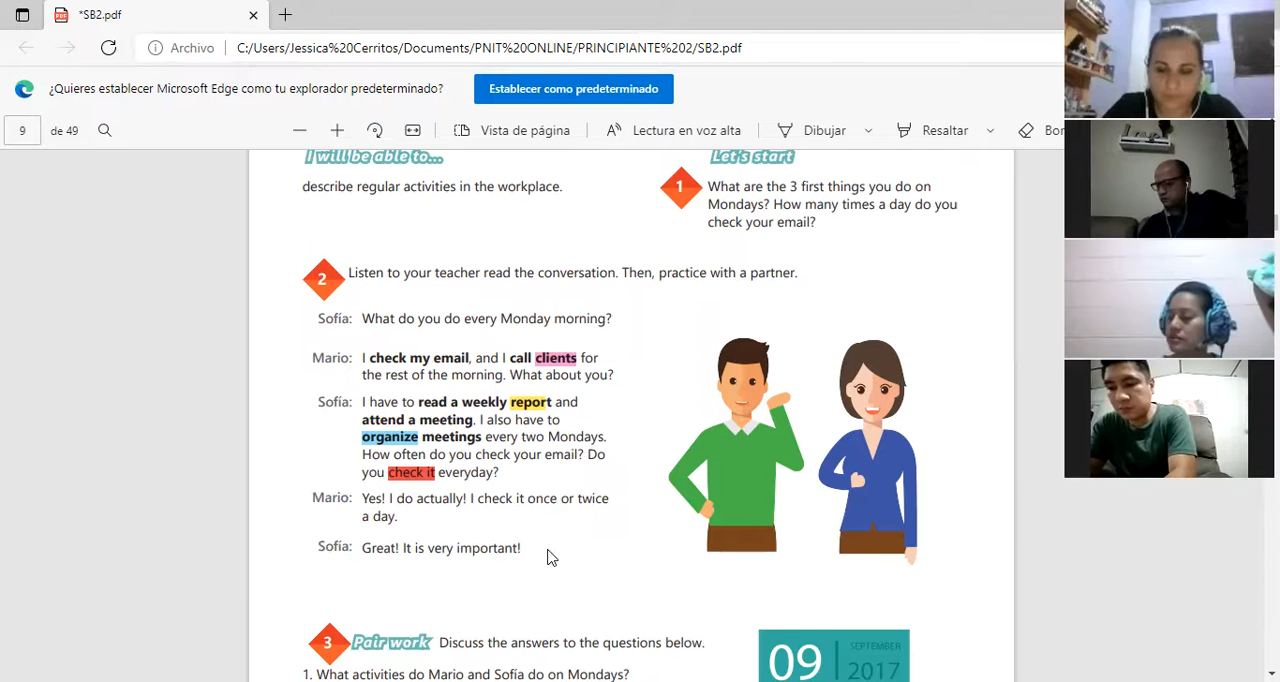 *SB2.pdf
Archivo
C:/Users/Jessica%20Cerritos/Documents/PNIT%20ONLINE/PRINCIPIANTE%202/SB2.pdf
¿Quieres establecer Microsoft Edge como tu explorador predeterminado?
Establecer como predeterminado
9 de 49
Vista de página
Lectura en voz alta
Dibujar
Resaltar
I will be able to...
describe regular activities in the workplace.
Let's start
1 What are the 3 first things you do on
Mondays? How many times a day do you
check your email?
2 Listen to your teacher read the conversation. Then, practice with a partner.
Sofía: What do you do every Monday morning?
Mario: I check my email, and I call clients for
the rest of the morning. What about you?
Sofía: I have to read a weekly report and
attend a meeting. I also have to
organize meetings every two Mondays.
How often do you check your email? Do
you check it everyday?
Mario: Yes! I do actually! I check it once or twice
a day.
Sofía: Great! It is very important!
3 Pair work Discuss the answers to the questions below.
1. What activities do Mario and Sofía do on Mondays?
09 SEPTEMBER
2017